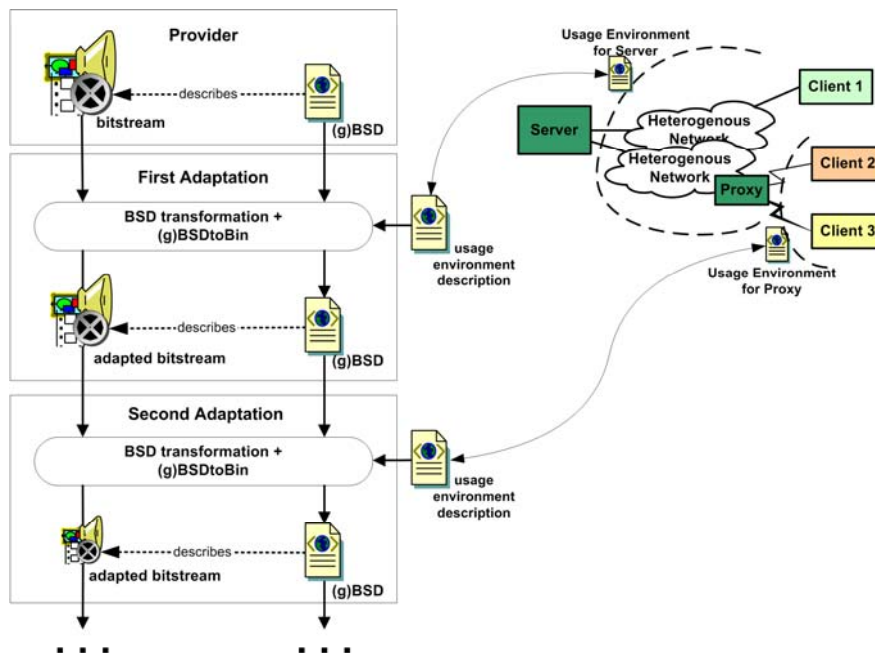 Provider
describes
bitstream
(g)BSD
First Adaptation
BSD transformation +
(g)BSDtoBin
usage
environment
description
describes
adapted bitstream
(g)BSD
Second Adaptation
BSD transformation +
(g)BSDtoBin
usage
environment
description
describes
adapted bitstream
(g)BSD
. . .
. . .
Usage Environment
for Server
Client 1
Server
Heterogenous
Network
Heterogenous
Network
Client 2
Proxy
Client 3
Usage Environment
for Proxy